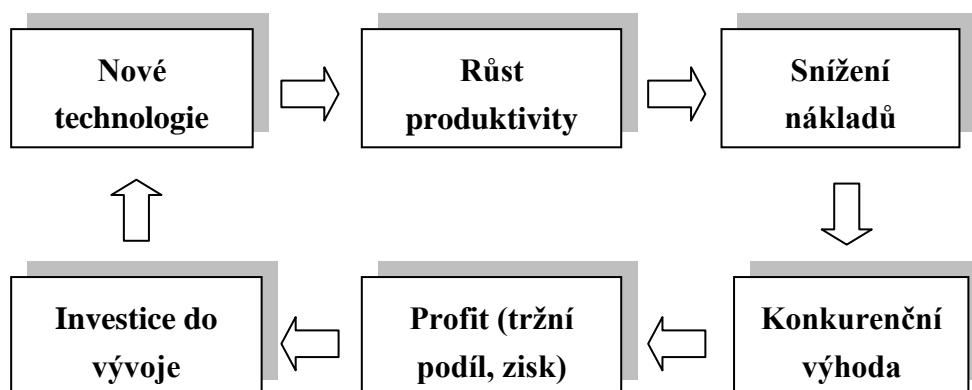 Nové
technologie
Růst
produktivity
Snížení
nákladů
Investice do
vývoje
Profit (tržní
podíl, zisk)
Konkurenční
výhoda